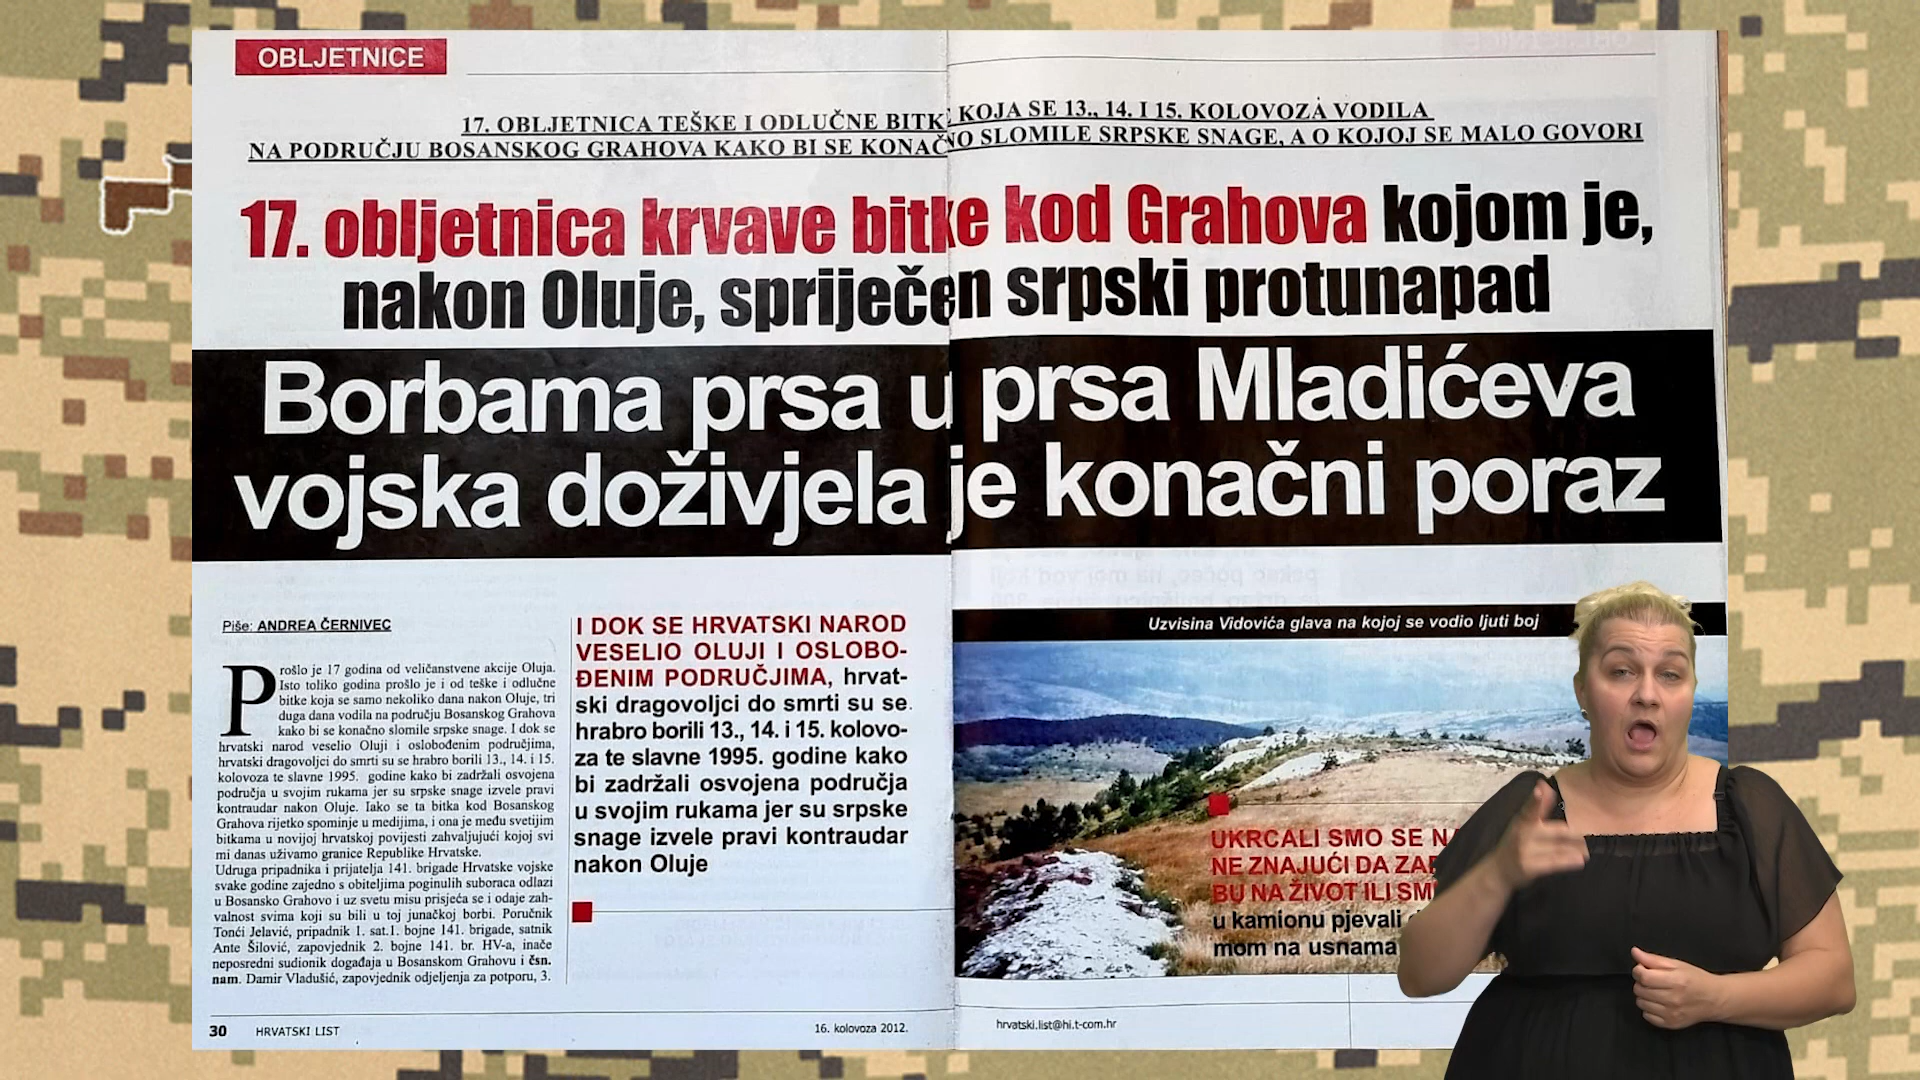 OBLJETNICE
17. OBLJETNICA TEŠKE I ODLUČNE BITKE KOJA SE 13., 14. I 15. KOLOVOZA VODILA
NA PODRUČJU BOSANSKOG GRAHOVA KAKO BI SE KONAČNO SLOMILE SRPSKE SNAGE, A O KOJOJ SE MALO GOVORI
17. obljetnica krvave bitke kod Grahova kojom je,
nakon Oluje, spriječen srpski protunapad
Borbama prsa u prsa Mladićeva
vojska doživjela je konačni poraz
Piše: ANDREA ČERNIVEC
Prošlo je 17 godina od veličanstvene akcije Oluja.
Isto toliko godina prošlo je i od teške i odlučne
bitke koja se samo nekoliko dana nakon Oluje, tri
duga dana vodila na području Bosanskog Grahova
kako bi se konačno slomile srpske snage. I dok se
hrvatski narod veselio Oluji i oslobođenim područjima,
hrvatski dragovoljci do smrti su se hrabro borili 13., 14. i 15.
kolovoza te slavne 1995. godine kako bi zadržali osvojena
područja u svojim rukama jer su srpske snage izvele pravi
kontraudar nakon Oluje. Iako se ta bitka kod Bosanskog
Grahova rijetko spominje u medijima, i ona je među svetijim
bitkama u novijoj hrvatskoj povijesti zahvaljujući kojoj svi
mi danas uživamo granice Republike Hrvatske.
Udruga pripadnika i prijatelja 141. brigade Hrvatske vojske
svake godine zajedno s obiteljima poginulih suboraca odlazi
u Bosansko Grahovo i uz svetu misu prisjeća se i odaje zah-
valnost svima koji su bili u toj junačkoj borbi. Poručnik
Tonći Jelavić, pripadnik 1. sat.1. bojne 141. brigade, satnik
Ante Šilović, zapovjednik 2. bojne 141. br. HV-a, inače
neposredni sudionik događaja u Bosanskom Grahovu i čsn.
nam. Damir Vladušić, zapovjednik odjeljenja za potporu, 3.
I DOK SE HRVATSKI NAROD
VESELIO OLUJI I OSLOBO-
ĐENIM PODRUČJIMA, hrvat-
ski dragovoljci do smrti su se
hrabro borili 13., 14. i 15. kolovo-
za te slavne 1995. godine kako
bi zadržali osvojena područja
u svojim rukama jer su srpske
snage izvele pravi kontraudar
nakon Oluje
Uzvisina Vidovića glava na kojoj se vodio ljuti boj
UKRCALI SMO SE
NE ZNAJUĆI DA
BU NA ŽIVOT ILI
u kamionu pjevali
mom na usnama
30 HRVATSKI LIST
16. kolovoza 2012.
hrvatski.list@hi.t-com.hr